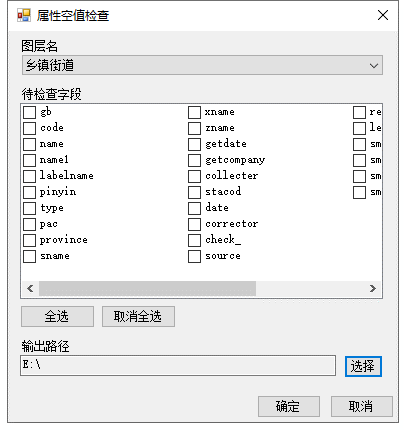 属性空值检查
图层名
乡镇街道
待检查字段
gb xname re
code zname le
name getdate sm
name1 getcompany sm
labelname collecter sm
pinyin stacod sm
type date
pac corrector
province check_
sname source
全选 取消全选
输出路径
E:\ 选择
确定 取消